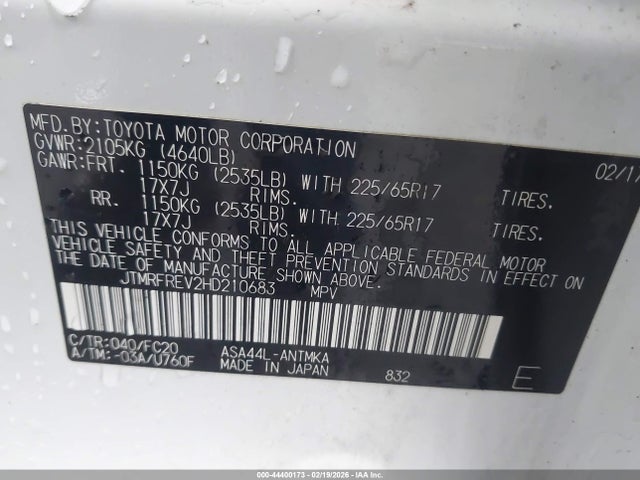 MFD.BY:TOYOTA MOTOR CORPORATION 02/17
GVWR:2105KG (4640LB)
GAWR:FRT. 1150KG (2535LB) WITH 225/65R17 TIRES.
17X7J RIMS.
RR. 1150KG (2535LB) WITH 225/65R17 TIRES.
17X7J RIMS.
THIS VEHICLE CONFORMS TO ALL APPLICABLE FEDERAL MOTOR
VEHICLE SAFETY AND THEFT PREVENTION STANDARDS IN EFFECT ON
THE DATE OF MANUFACTURE SHOWN ABOVE.
JTMRFREV2HD210683 MPV
C/TR:040/FC20 ASA44L-ANTMKA
A/TM:-03A/U760F MADE IN JAPAN 832 E
000-44400173 - 02/19/2026 - IAAI.COM